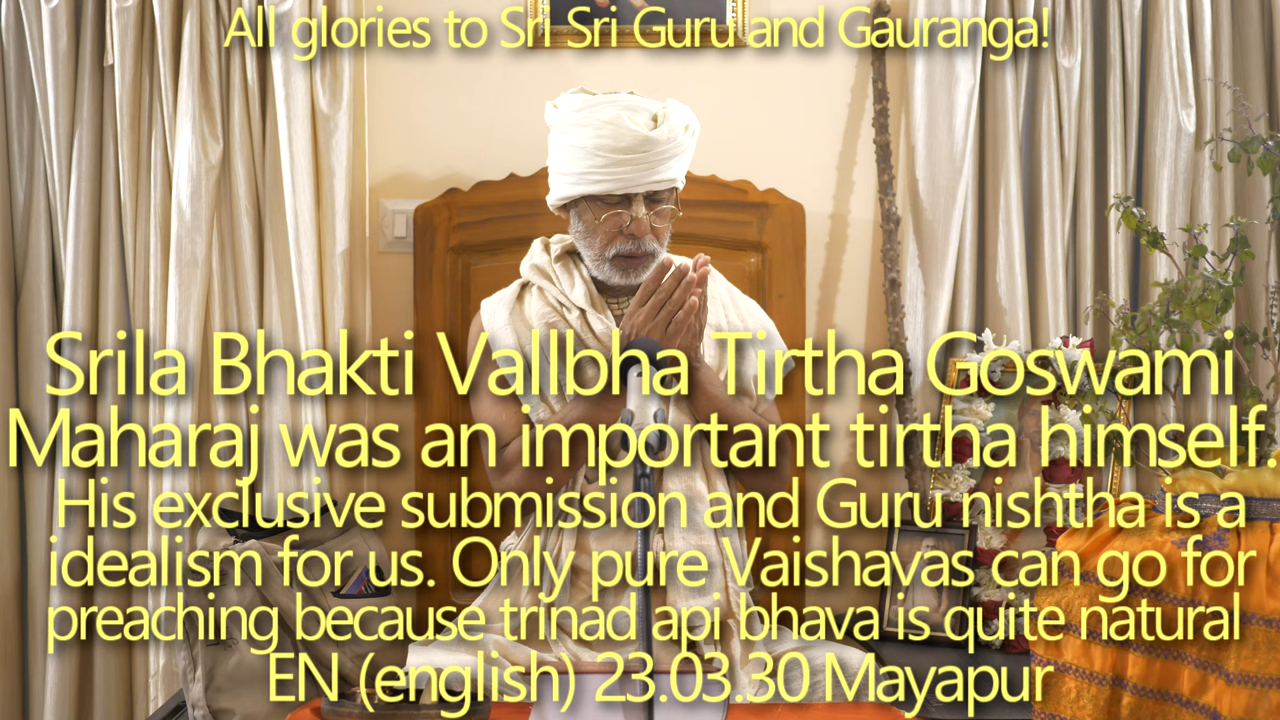 All glories to Sri Sri Guru and Gauranga!
Srila Bhakti Vallbha Tirtha Goswami
Maharaj was an important tirtha himself.
His exclusive submission and Guru nishtha is a
idealism for us. Only pure Vaishavas can go for
preaching because trinad api bhava is quite natural
EN (english) 23.03.30 Mayapur